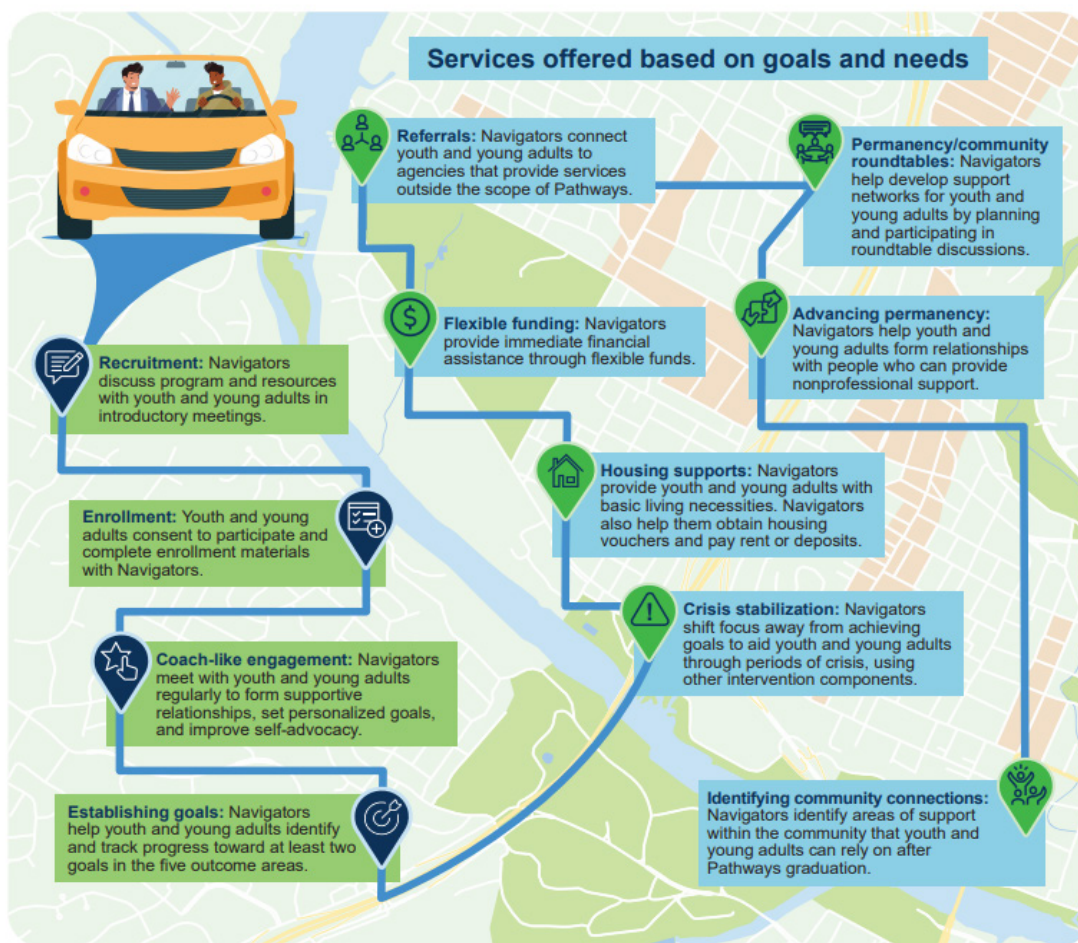 Services offered based on goals and needs
Recruitment: Navigators
discuss program and resources
with youth and young adults in
introductory meetings.
Enrollment: Youth and young
adults consent to participate and
complete enrollment materials
with Navigators.
Coach-like engagement: Navigators
meet with youth and young adults
regularly to form supportive
relationships, set personalized goals,
and improve self-advocacy.
Establishing goals: Navigators
help youth and young adults identify
and track progress toward at least two
goals in the five outcome areas.
Referrals: Navigators connect
youth and young adults to
agencies that provide services
outside the scope of Pathways.
Flexible funding: Navigators
provide immediate financial
assistance through flexible funds.
Housing supports: Navigators
provide youth and young adults with
basic living necessities. Navigators
also help them obtain housing
vouchers and pay rent or deposits.
Crisis stabilization: Navigators
shift focus away from achieving
goals to aid youth and young adults
through periods of crisis, using
other intervention components.
Permanency/community
roundtables: Navigators
help develop support
networks for youth and
young adults by planning
and participating in
roundtable discussions.
Advancing permanency:
Navigators help youth and
young adults form relationships
with people who can provide
nonprofessional support.
Identifying community connections:
Navigators identify areas of support
within the community that youth and
young adults can rely on after
Pathways graduation.